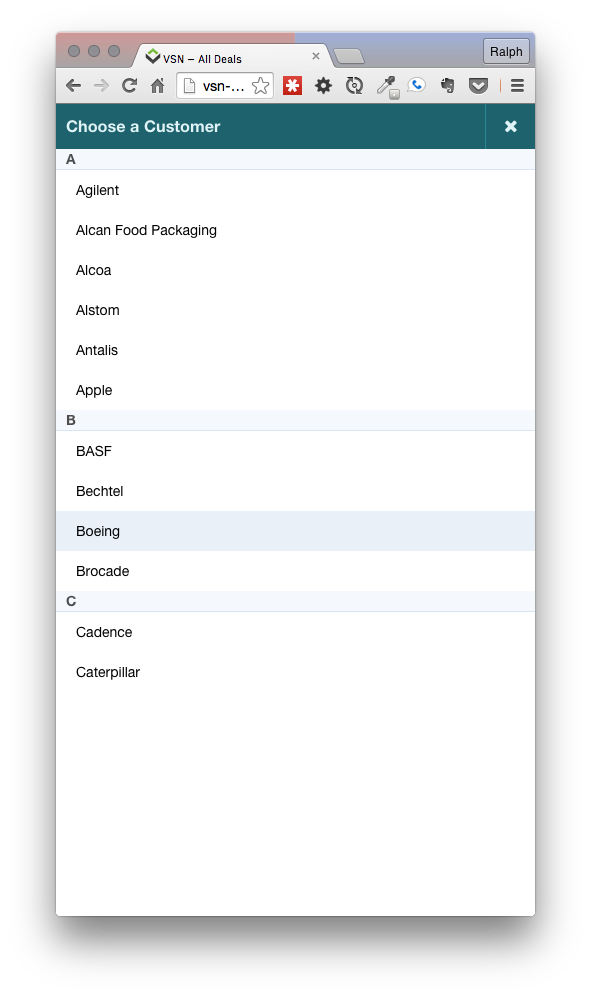 VSN – All Deals
Ralph
vsn-...
Choose a Customer
A
Agilent
Alcan Food Packaging
Alcoa
Alstom
Antalis
Apple
B
BASF
Bechtel
Boeing
Brocade
C
Cadence
Caterpillar